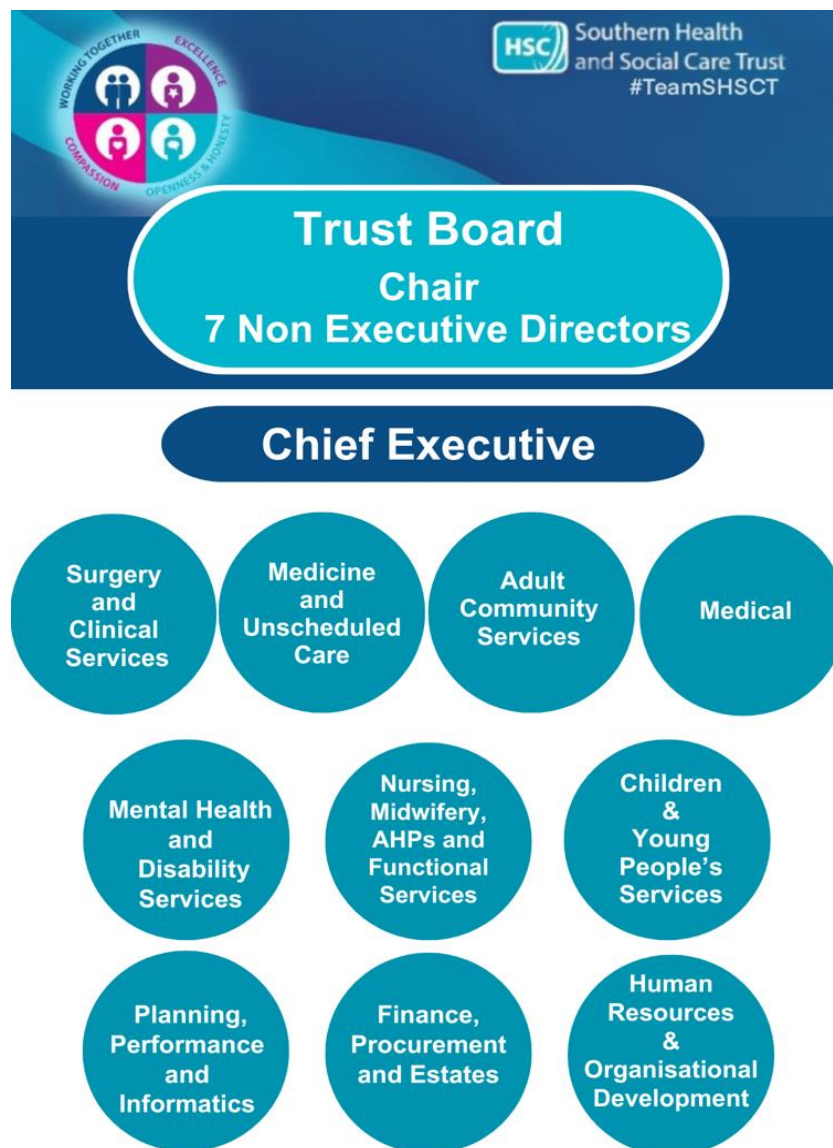 WORKING TOGETHER
EXCELLENCE
COMPASSION
OPENNESS & HONESTY
HSC
Southern Health
and Social Care Trust
#TeamSHSCT
Trust Board
Chair
7 Non Executive Directors
Chief Executive
Surgery
and
Clinical
Services
Medicine
and
Unscheduled
Care
Adult
Community
Services
Medical
Mental Health
and
Disability
Services
Nursing,
Midwifery,
AHPs and
Functional
Services
Children
&
Young
People’s
Services
Planning,
Performance
and
Informatics
Finance,
Procurement
and Estates
Human
Resources
&
Organisational
Development